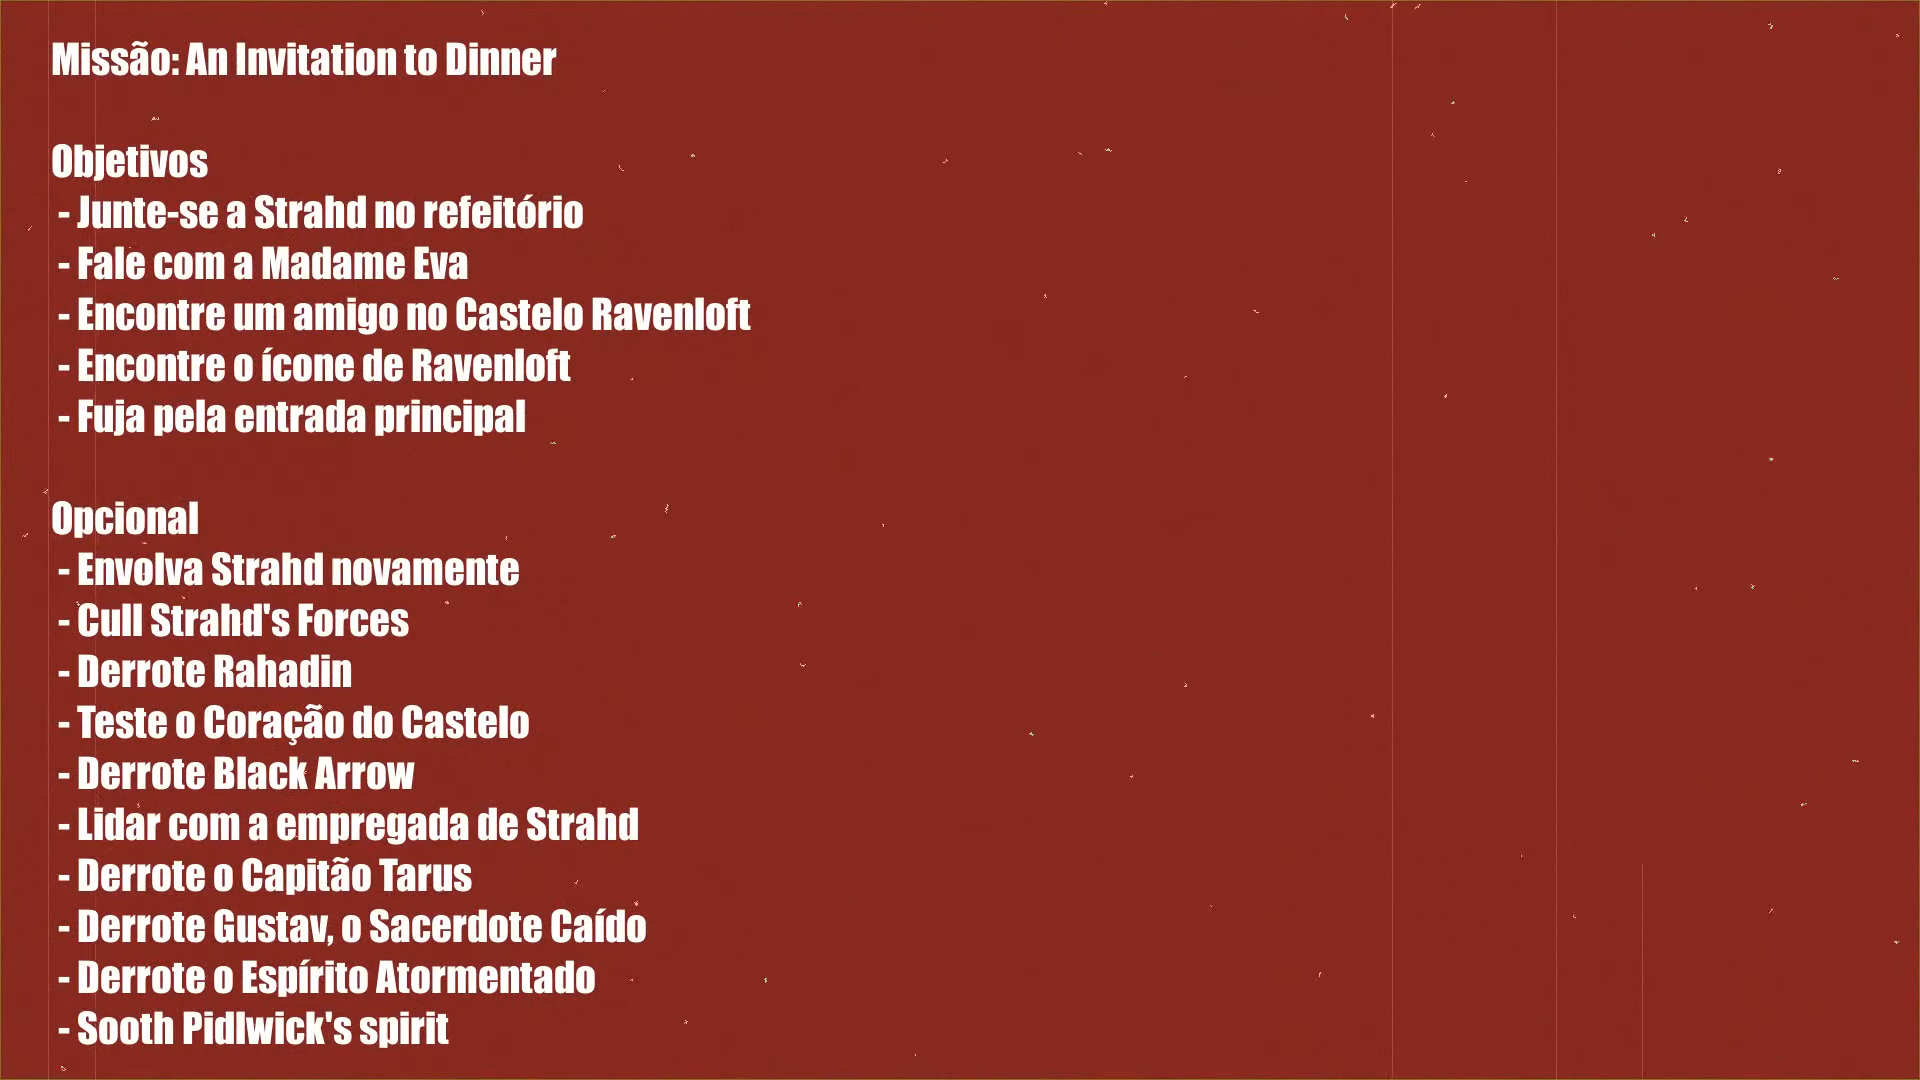 Missão: An Invitation to Dinner
Objetivos
- Junte-se a Strahd no refeitório
- Fale com a Madame Eva
- Encontre um amigo no Castelo Ravenloft
- Encontre o ícone de Ravenloft
- Fuja pela entrada principal
Opcional
- Envolva Strahd novamente
- Cull Strahd's Forces
- Derrote Rahadin
- Teste o Coração do Castelo
- Derrote Black Arrow
- Lidar com a empregada de Strahd
- Derrote o Capitão Tarus
- Derrote Gustav, o Sacerdote Caído
- Derrote o Espírito Atormentado
- Sooth Pidlwick's spirit